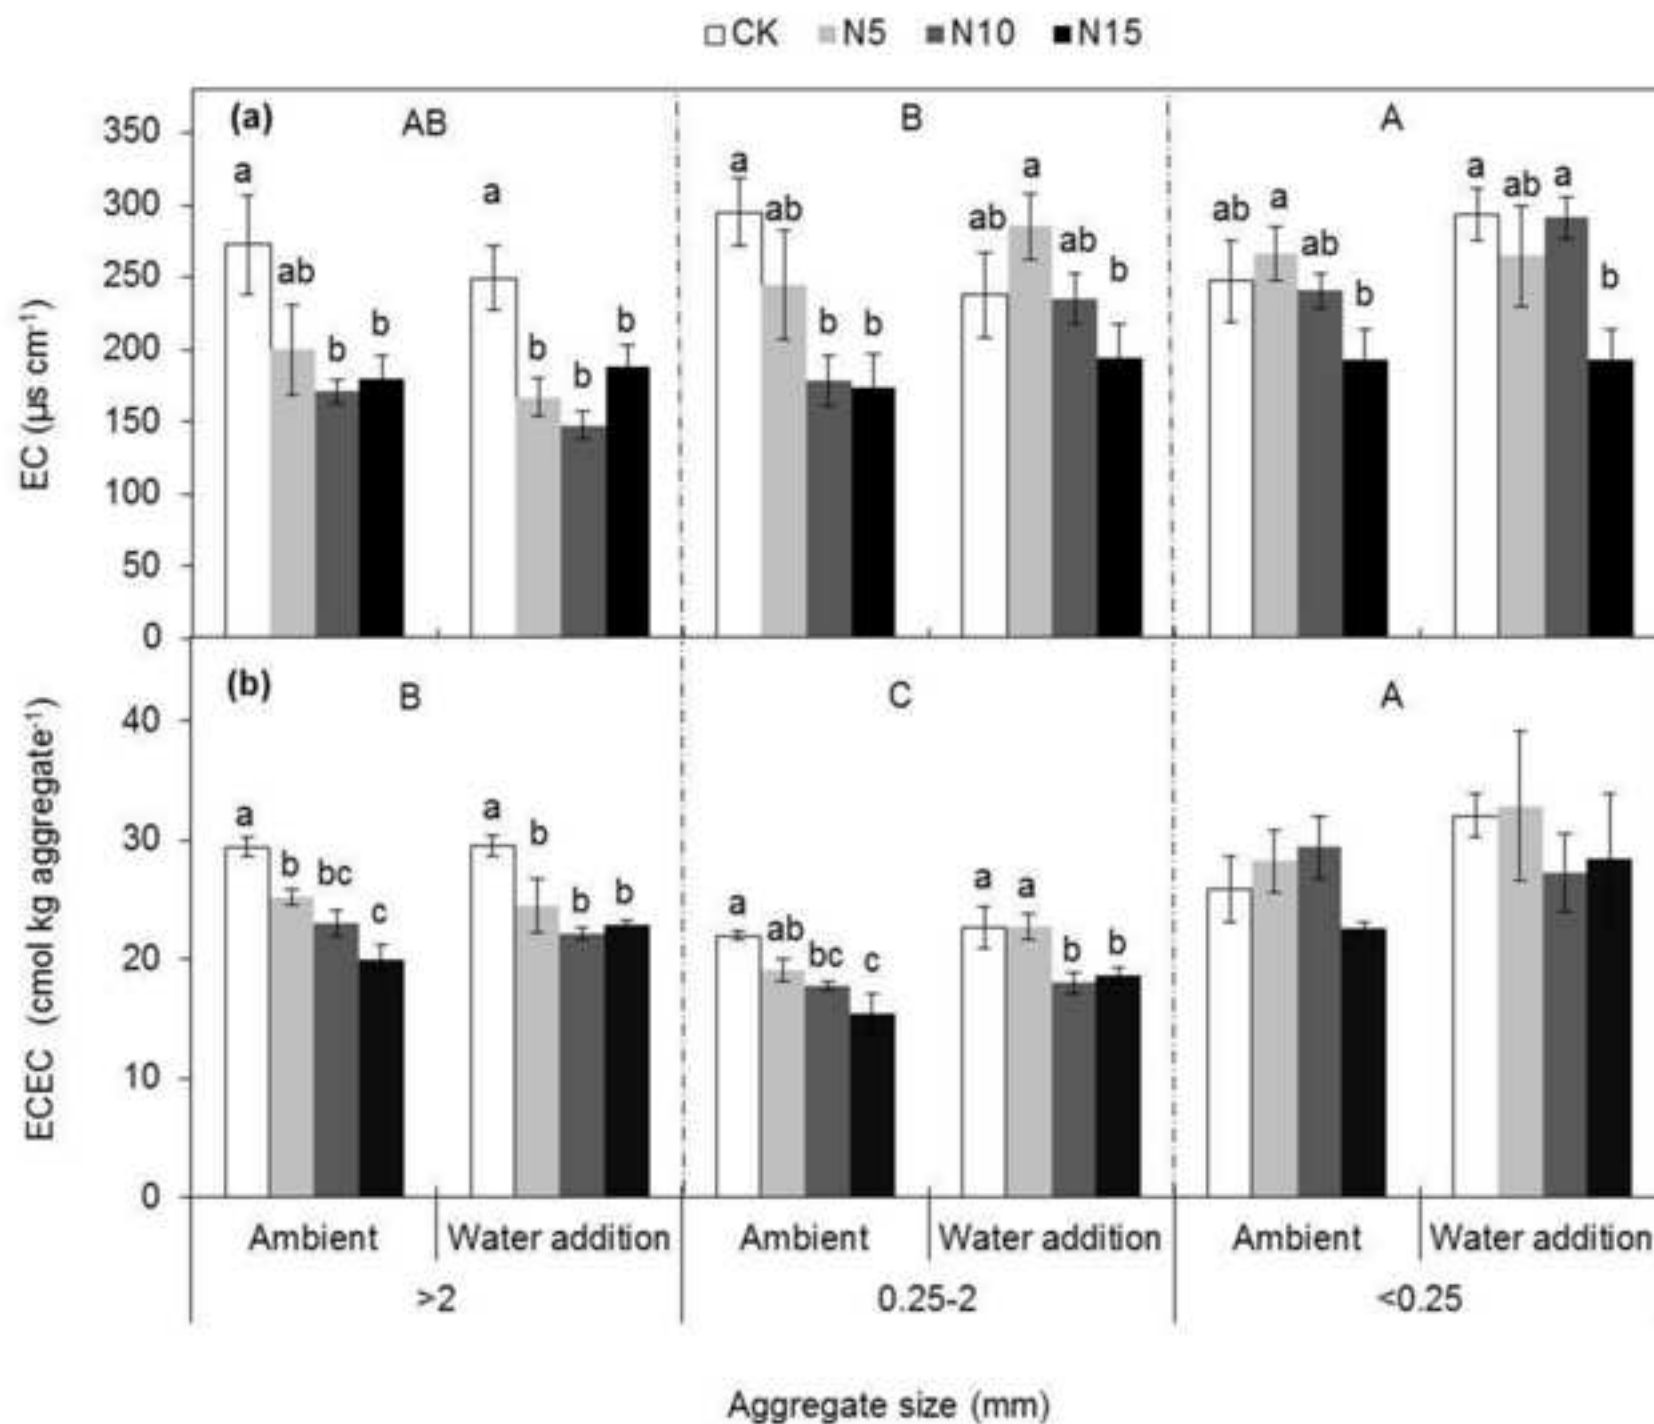 CK N5 N10 N15
(a) AB B A
350
300
250
200
150
100
50
0
EC (µs cm-1)
a ab b b a b b b
a ab b b ab a ab b
ab a ab b a ab a b
(b) B C A
40
30
20
10
0
ECEC (cmol kg aggregate-1)
a b bc c a b b b
a ab bc c a a b b
Ambient Water addition Ambient Water addition Ambient Water addition
>2 0.25-2 <0.25
Aggregate size (mm)